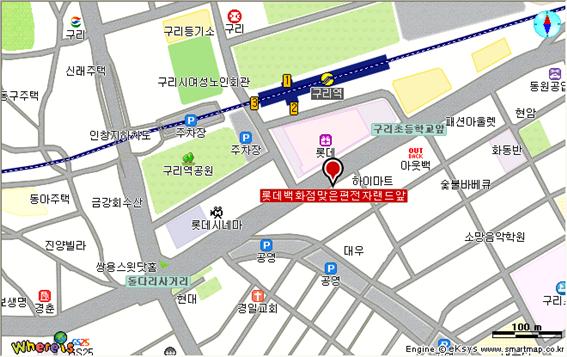 구리
구리등기소
구리
동원공업
신래주택
구리시여성노인회관
1
구리역
3
2
동구주택
인창지하차도
주차장
구리초등학교앞
패션아울렛
현암
주차장
롯데
OUT
BACK
아웃백
화동반
구리역공원
하이마트
숯불바베큐
동아주택
금강회수산
롯데백화점맞은편전자랜드앞
롯데시네마
진양빌라
공영
대우
소망음악학원
쌍용스윗닷홈
돌다리사거리
공영
현대
보생명
경춘
경일교회
구리초
100 m
Where is
GS25
GS25
Engine © eKsys www.smartmap.co.kr